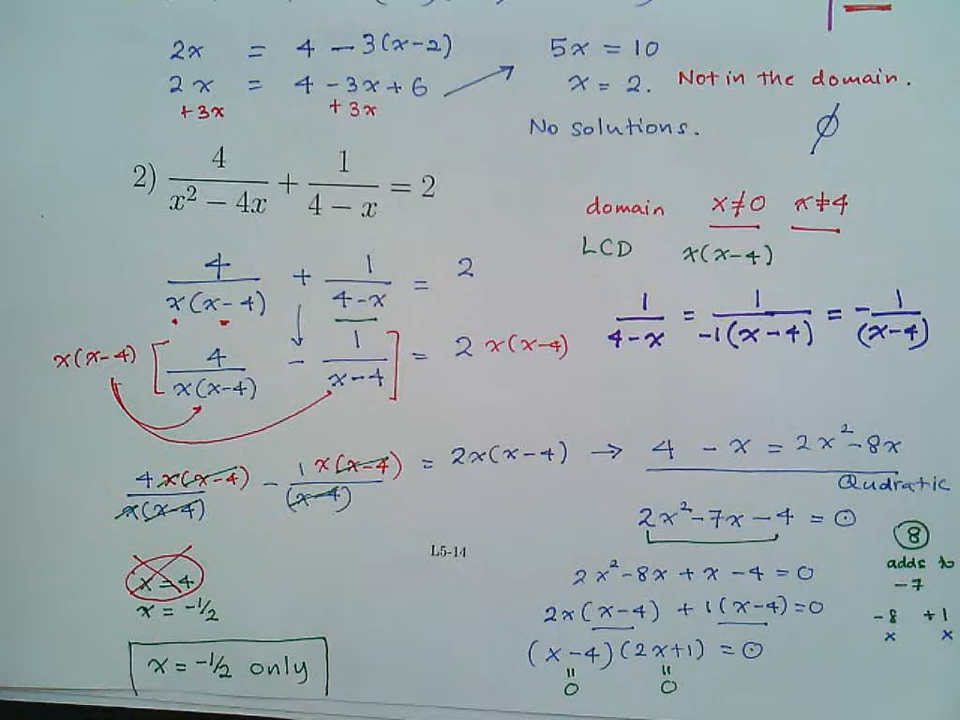 2x = 4 - 3(x-2)
2x = 4 - 3x + 6
+3x +3x
5x = 10
x = 2. Not in the domain.
No solutions. ∅
2) 4/(x² − 4x) + 1/(4 − x) = 2
domain x≠0 x≠4
LCD x(x-4)
4/(x(x-4)) + 1/(4-x) = 2
1/(4-x) = 1/(-1(x-4)) = - 1/(x-4)
x(x-4) [ 4/(x(x-4)) - 1/(x-4) ] = 2 x(x-4)
4x(x-4)/(x(x-4)) - 1x(x-4)/(x-4) = 2x(x-4) → 4 - x = 2x² - 8x
Qudratic
2x² - 7x - 4 = 0
8
adds to
-7
-8 +1
x x
2x² - 8x + x - 4 = 0
2x(x-4) + 1(x-4) = 0
(x-4)(2x+1) = 0
" "
0 0
x = 4
x = -1/2
x = -1/2 only
L5-14